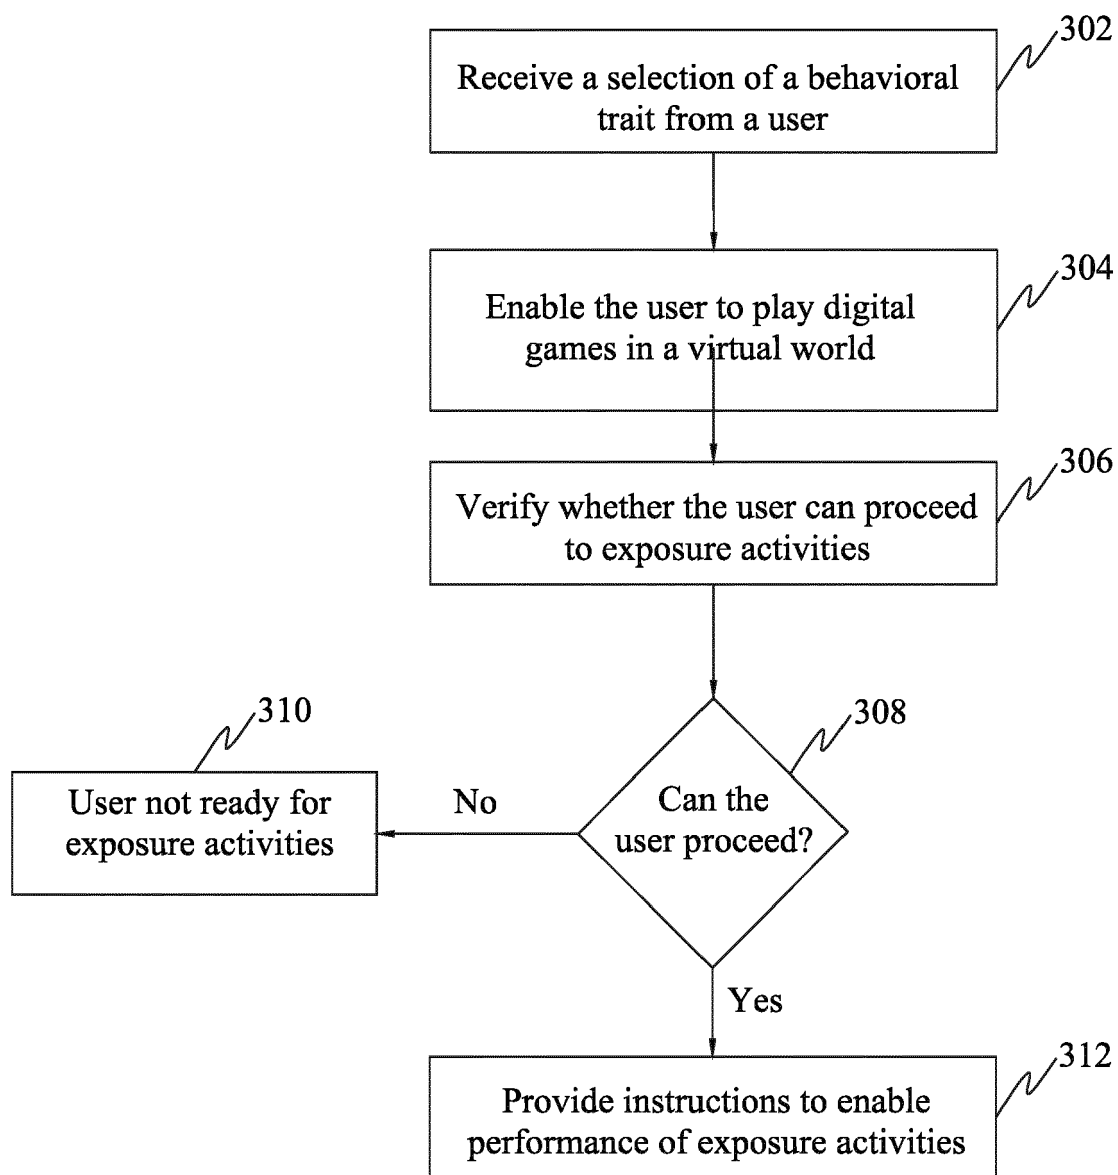 302
Receive a selection of a behavioral
trait from a user
304
Enable the user to play digital
games in a virtual world
306
Verify whether the user can proceed
to exposure activities
308
Can the
user proceed?
No
310
User not ready for
exposure activities
Yes
312
Provide instructions to enable
performance of exposure activities